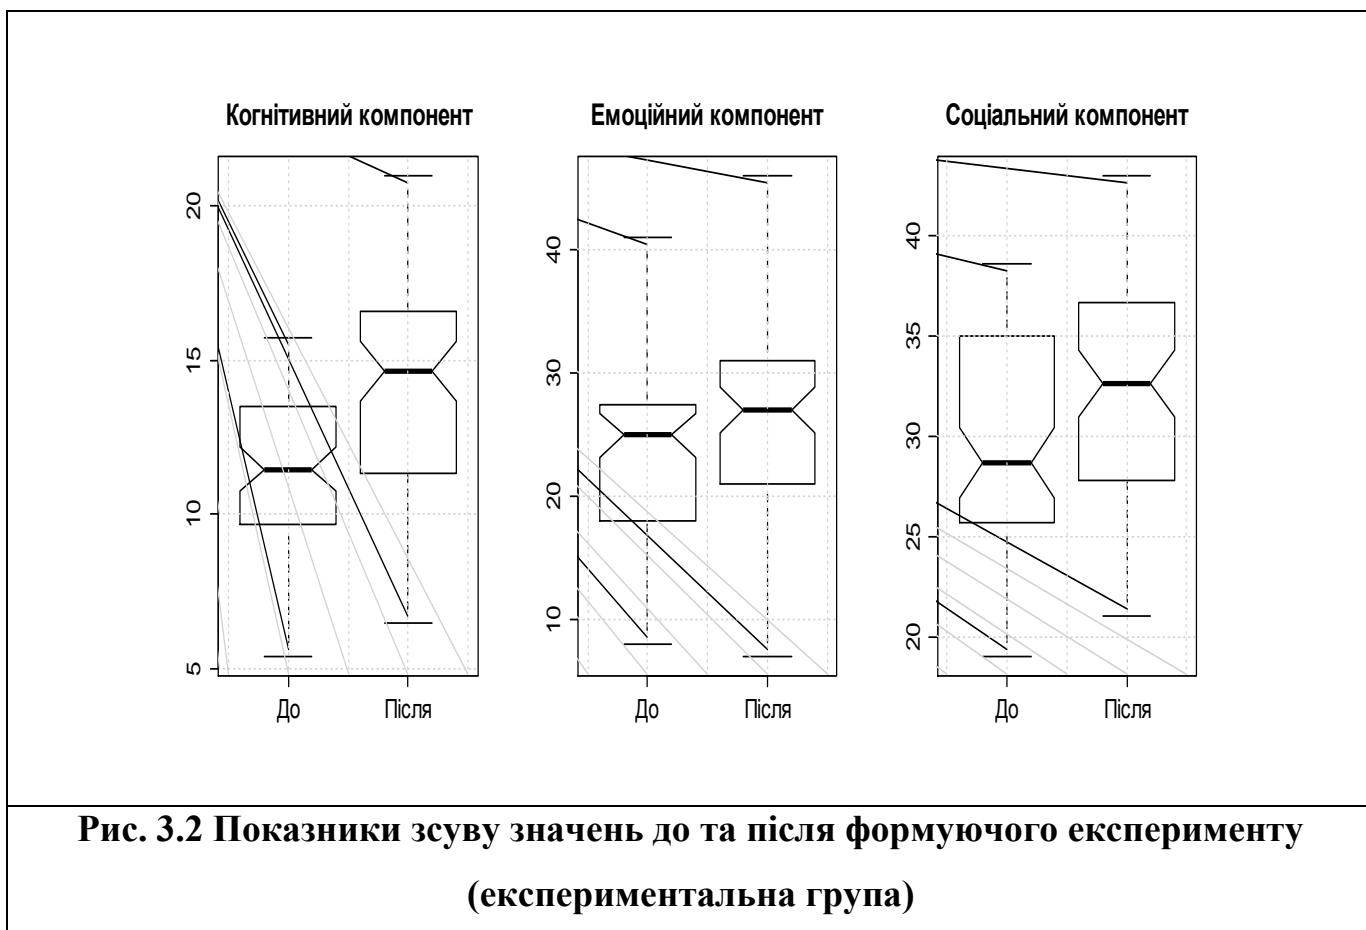 Когнітивний компонент
Емоційний компонент
Соціальний компонент
20
15
10
5
До
Після
40
30
20
10
До
Після
40
35
30
25
20
До
Після
Рис. 3.2 Показники зсуву значень до та після формуючого експерименту
(експериментальна група)